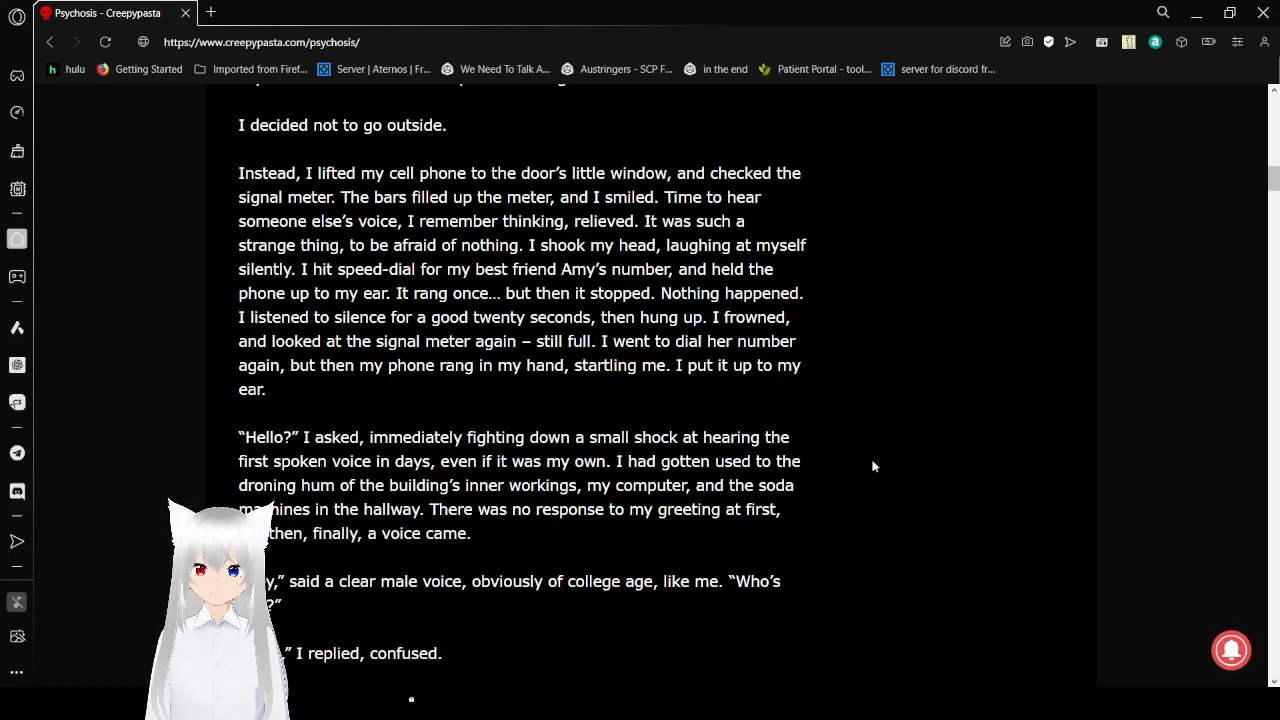 Psychosis - Creepypasta
https://www.creepypasta.com/psychosis/
hulu
Getting Started
Imported from Firef...
Server | Aternos | Fr...
We Need To Talk A...
Austringers - SCP F...
in the end
Patient Portal - tool...
server for discord fr...
I decided not to go outside.
Instead, I lifted my cell phone to the door’s little window, and checked the
signal meter. The bars filled up the meter, and I smiled. Time to hear
someone else’s voice, I remember thinking, relieved. It was such a
strange thing, to be afraid of nothing. I shook my head, laughing at myself
silently. I hit speed-dial for my best friend Amy’s number, and held the
phone up to my ear. It rang once… but then it stopped. Nothing happened.
I listened to silence for a good twenty seconds, then hung up. I frowned,
and looked at the signal meter again – still full. I went to dial her number
again, but then my phone rang in my hand, startling me. I put it up to my
ear.
“Hello?” I asked, immediately fighting down a small shock at hearing the
first spoken voice in days, even if it was my own. I had gotten used to the
droning hum of the building’s inner workings, my computer, and the soda
machines in the hallway. There was no response to my greeting at first,
then, finally, a voice came.
said a clear male voice, obviously of college age, like me. “Who’s
I replied, confused.